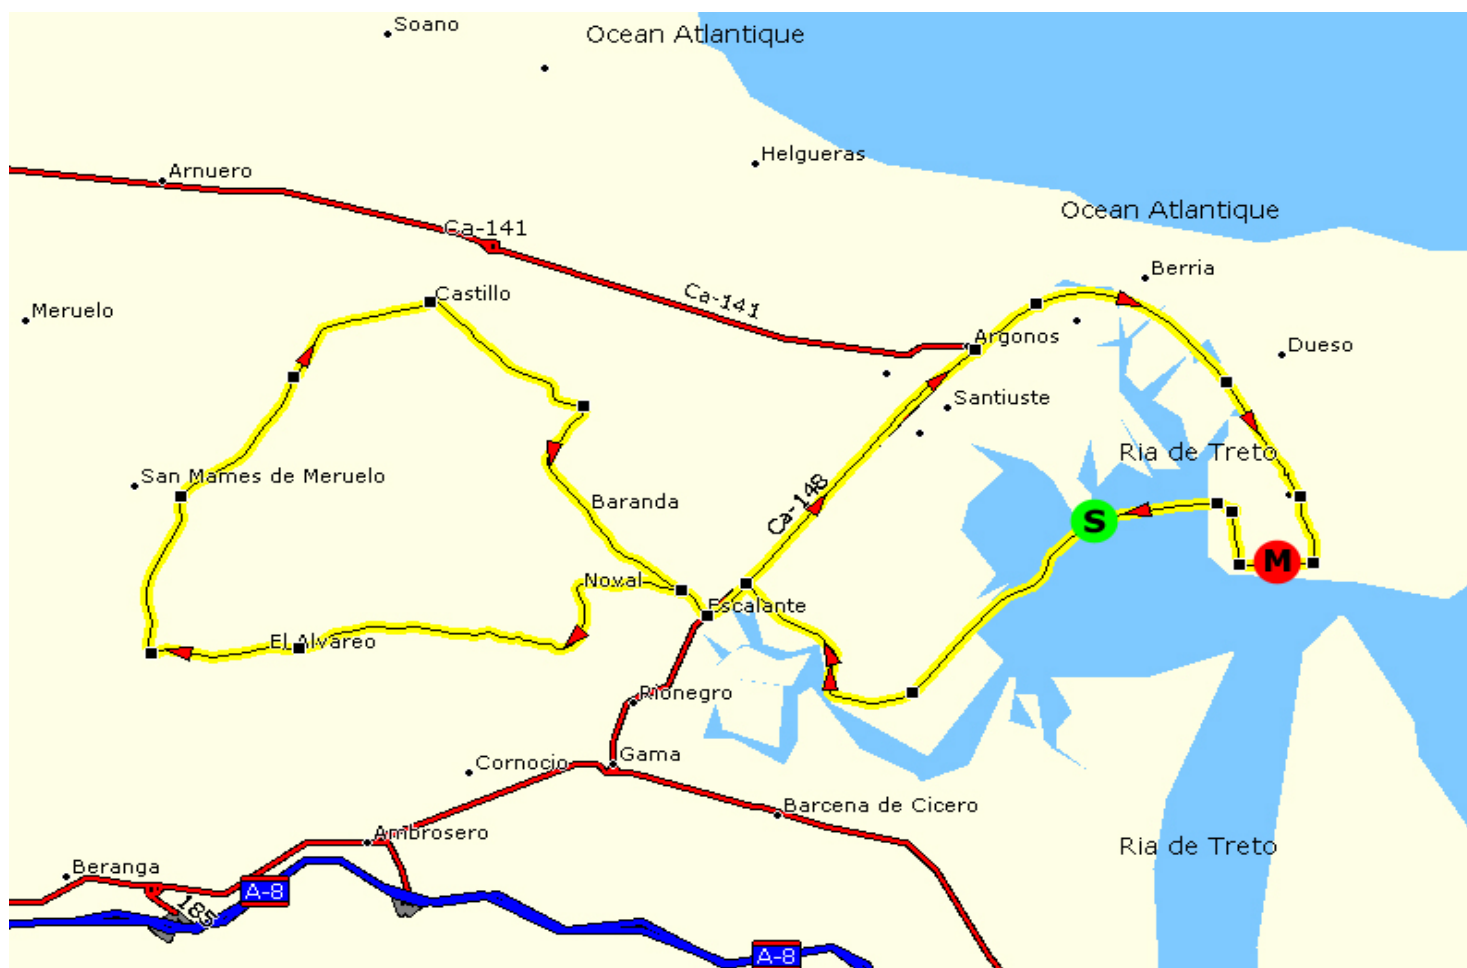 Soano
Ocean Atlantique
Helgueras
Arnuero
Ocean Atlantique
Ca-141
Berria
Castillo
Ca-141
Meruelo
Argonos
Dueso
Santiuste
Ria de Treto
San Mames de Meruelo
Baranda
Ca-148
S
M
Noval
Escalante
El Alvareo
Rionegro
Gama
Cornocio
Barcena de Cicero
Ambrosero
Ria de Treto
Beranga
A-8
185
A-8